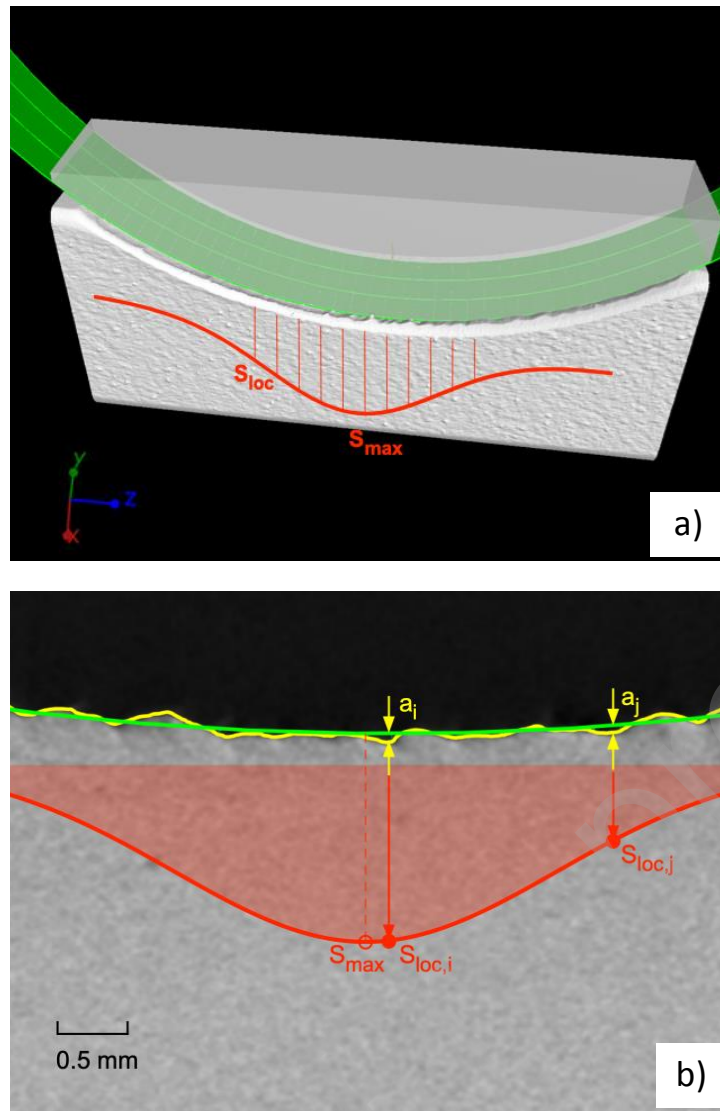 S_loc
S_max
Y
Z
X
a)
a_i
a_j
S_loc,j
S_max S_loc,i
0.5 mm
b)